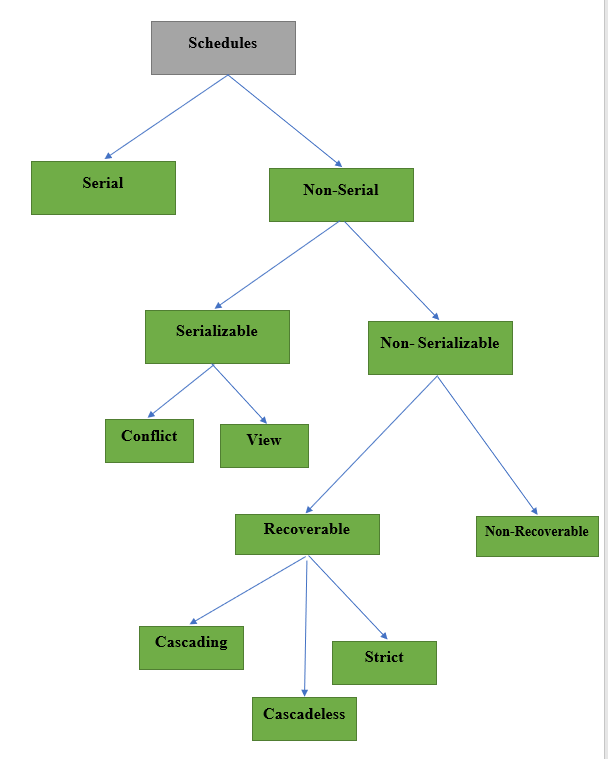 Schedules
Serial
Non-Serial
Serializable
Non- Serializable
Conflict
View
Recoverable
Non-Recoverable
Cascading
Strict
Cascadeless